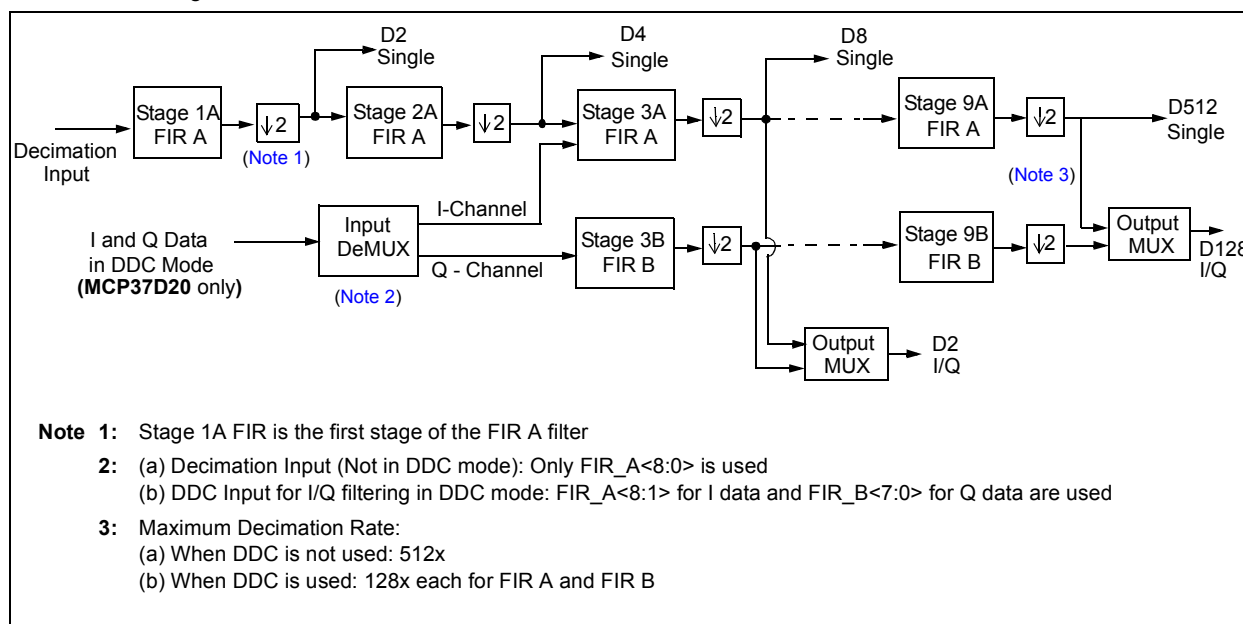 D2
Single
D4
Single
D8
Single
Stage 1A
FIR A
↓2
Stage 2A
FIR A
↓2
Stage 3A
FIR A
↓2
Stage 9A
FIR A
↓2
D512
Single
Decimation
Input
(Note 1)
(Note 3)
I and Q Data
in DDC Mode
(MCP37D20 only)
Input
DeMUX
(Note 2)
I-Channel
Q - Channel
Stage 3B
FIR B
↓2
Stage 9B
FIR B
↓2
Output
MUX
D128
I/Q
Output
MUX
D2
I/Q
Note 1: Stage 1A FIR is the first stage of the FIR A filter
2: (a) Decimation Input (Not in DDC mode): Only FIR_A<8:0> is used
(b) DDC Input for I/Q filtering in DDC mode: FIR_A<8:1> for I data and FIR_B<7:0> for Q data are used
3: Maximum Decimation Rate:
(a) When DDC is not used: 512x
(b) When DDC is used: 128x each for FIR A and FIR B